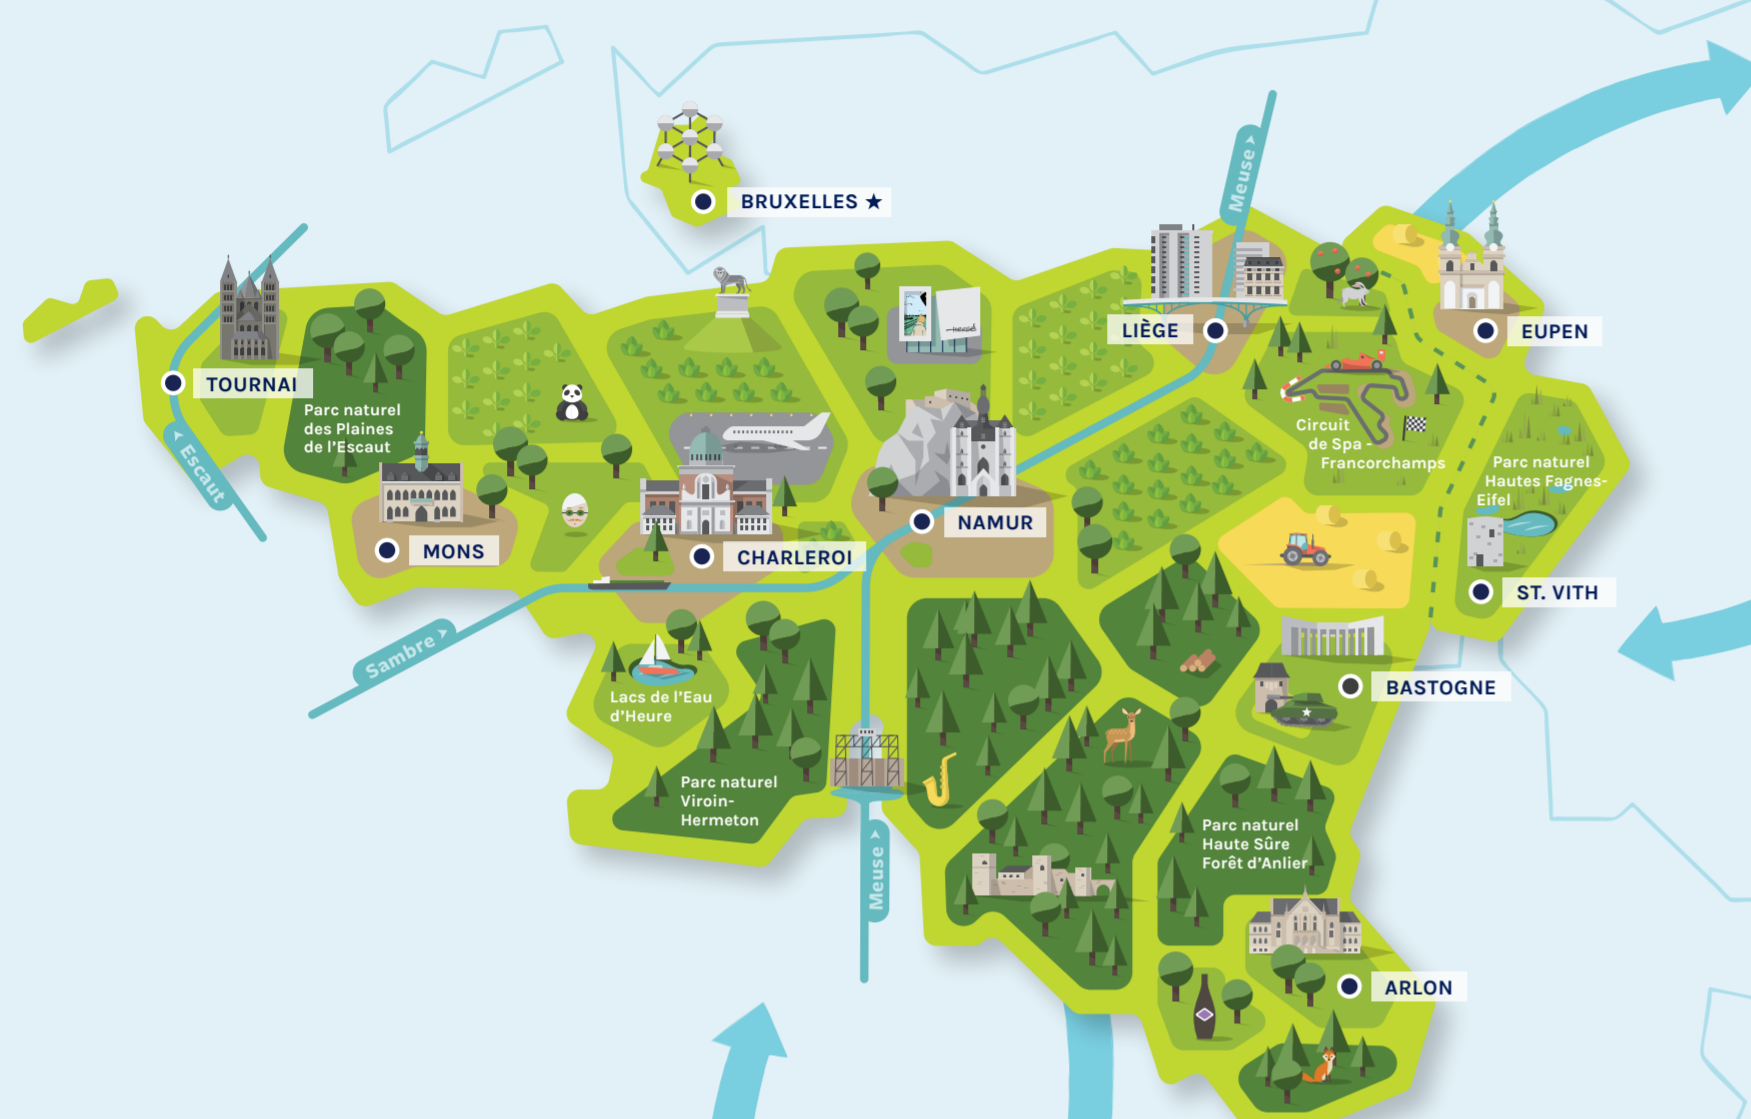 BRUXELLES ★
Meuse >
LIÈGE
EUPEN
TOURNAI
Parc naturel
des Plaines
de l'Escaut
< Escaut
MONS
CHARLEROI
NAMUR
Circuit
de Spa -
Francorchamps
Parc naturel
Hautes Fagnes-
Eifel
ST. VITH
Sambre >
Lacs de l'Eau
d'Heure
BASTOGNE
Parc naturel
Viroin-
Hermeton
Meuse >
Parc naturel
Haute Sûre
Forêt d'Anlier
ARLON